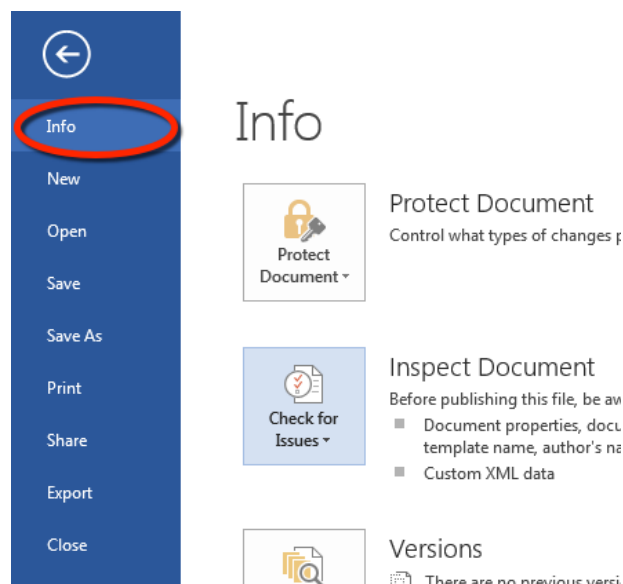 Info
New
Open
Save
Save As
Print
Share
Export
Close
Info
Protect
Document
Protect Document
Control what types of changes
Check for
Issues
Inspect Document
Before publishing this file, be
Document properties,
template name, author's
Custom XML data
Versions
There are no previous